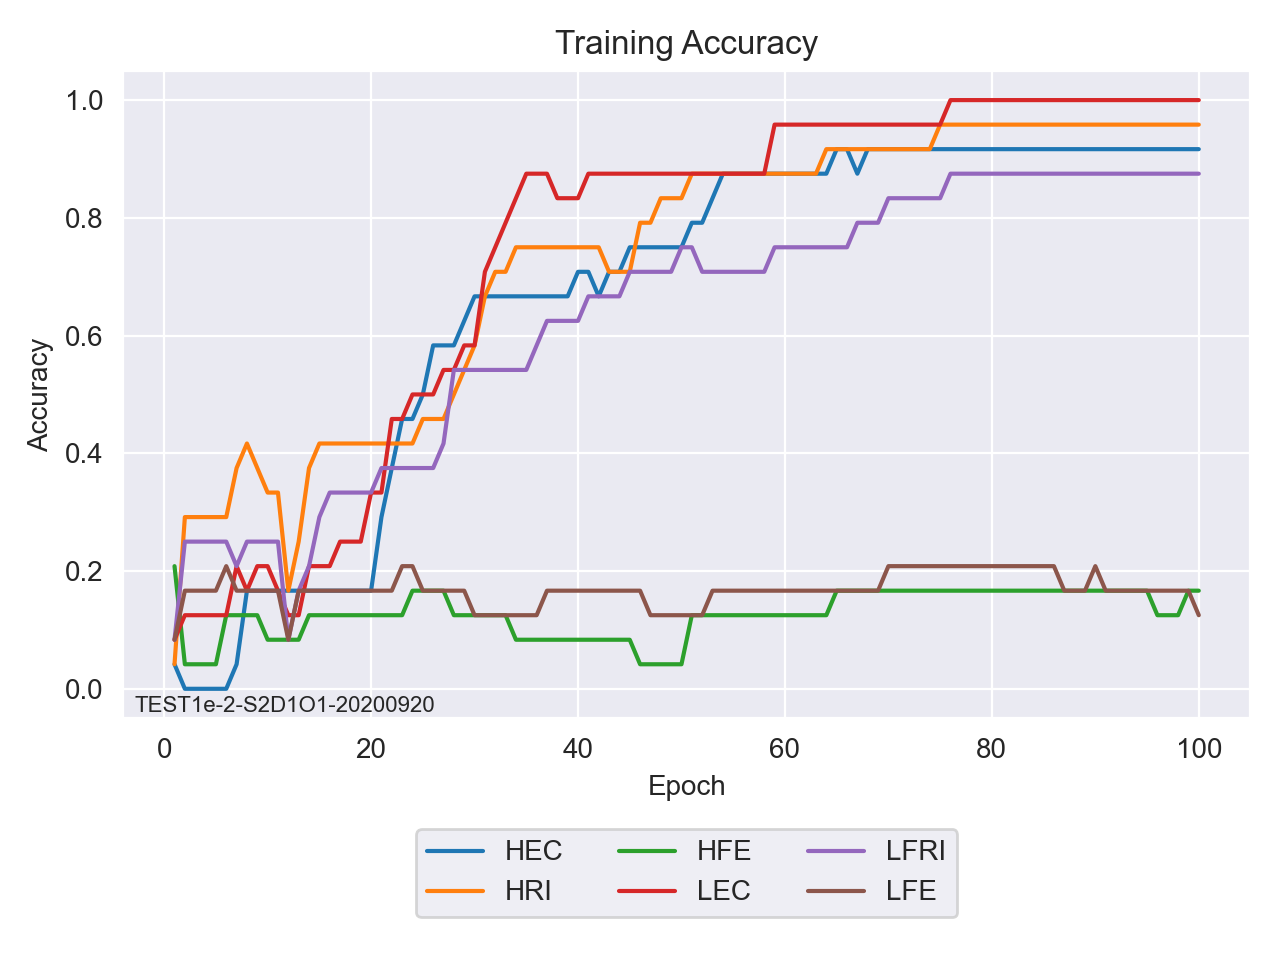 Training Accuracy
1.0
0.8
0.6
0.4
0.2
0.0
Accuracy
TEST1e-2-S2D1O1-20200920
0 20 40 60 80 100
Epoch
HEC HFE LFRI
HRI LEC LFE